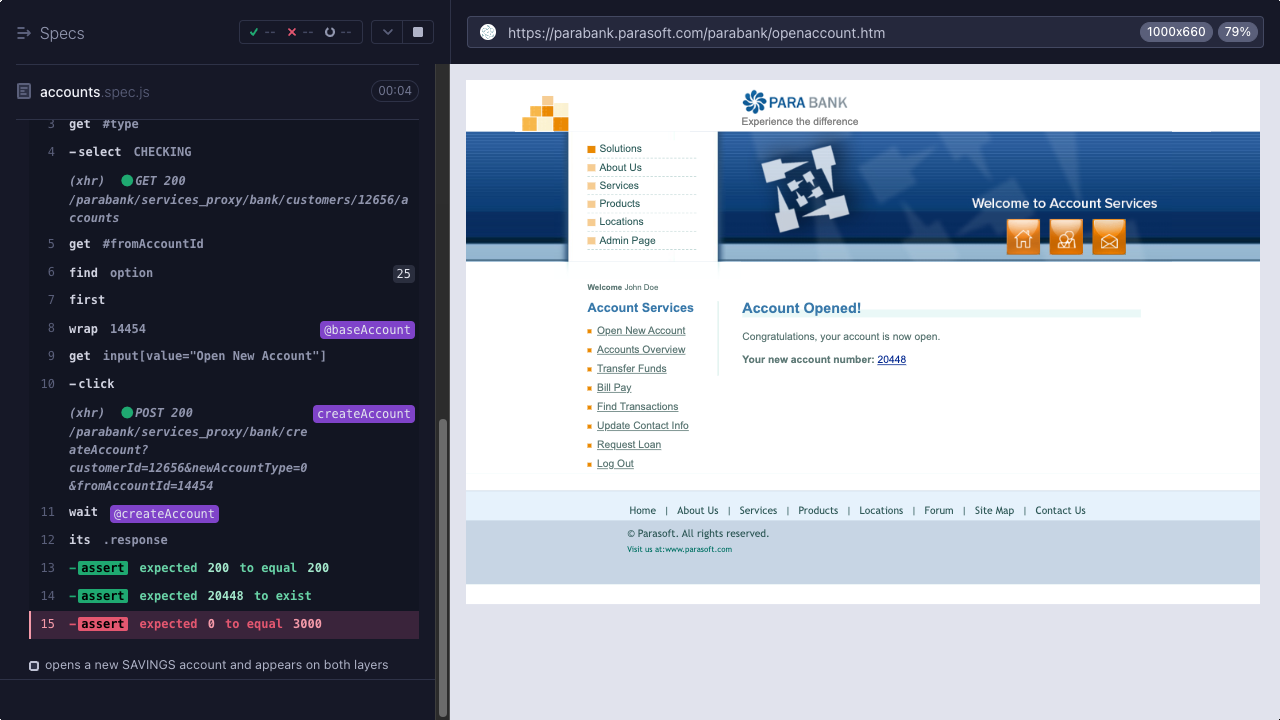 Specs
--
--
--
https://parabank.parasoft.com/parabank/openaccount.htm
1000x660
79%
accounts.spec.js
00:04
3 get #type
4 -select CHECKING
(xhr) GET 200
/parabank/services_proxy/bank/customers/12656/a
ccounts
5 get #fromAccountId
6 find option 25
7 first
8 wrap 14454 @baseAccount
9 get input[value="Open New Account"]
10 -click
(xhr) POST 200 createAccount
/parabank/services_proxy/bank/cre
ateAccount?
customerId=12656&newAccountType=0
&fromAccountId=14454
11 wait @createAccount
12 its .response
13 -assert expected 200 to equal 200
14 -assert expected 20448 to exist
15 -assert expected 0 to equal 3000
opens a new SAVINGS account and appears on both layers
PARA BANK
Experience the difference
Solutions
About Us
Services
Products
Locations
Admin Page
Welcome to Account Services
Welcome John Doe
Account Services
Open New Account
Accounts Overview
Transfer Funds
Bill Pay
Find Transactions
Update Contact Info
Request Loan
Log Out
Account Opened!
Congratulations, your account is now open.
Your new account number: 20448
Home | About Us | Services | Products | Locations | Forum | Site Map | Contact Us
© Parasoft. All rights reserved.
Visit us at:www.parasoft.com